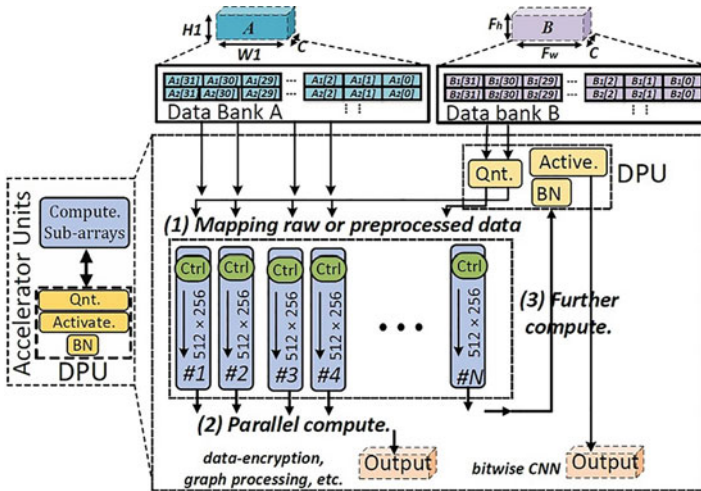 H1
A
W1
C
Fh
B
Fw
C
A1[31] A1[30] A1[29] ... A1[2] A1[1] A1[0]
A2[31] A2[30] A2[29] A2[2] A2[1] A2[0]
Data Bank A
B1[31] B1[30] B1[29] ... B1[2] B1[1] B1[0]
B2[31] B2[30] B2[29] B2[2] B2[1] B2[0]
Data bank B
Qnt.
Active.
BN
DPU
(1) Mapping raw or preprocessed data
Accelerator Units
Compute.
Sub-arrays
Qnt.
Activate.
BN
DPU
Ctrl
512 × 256
#1
Ctrl
512 × 256
#2
Ctrl
512 × 256
#3
Ctrl
512 × 256
#4
...
Ctrl
512 × 256
#N
(3) Further
compute.
(2) Parallel compute.
data-encryption,
graph processing, etc.
Output
bitwise CNN
Output